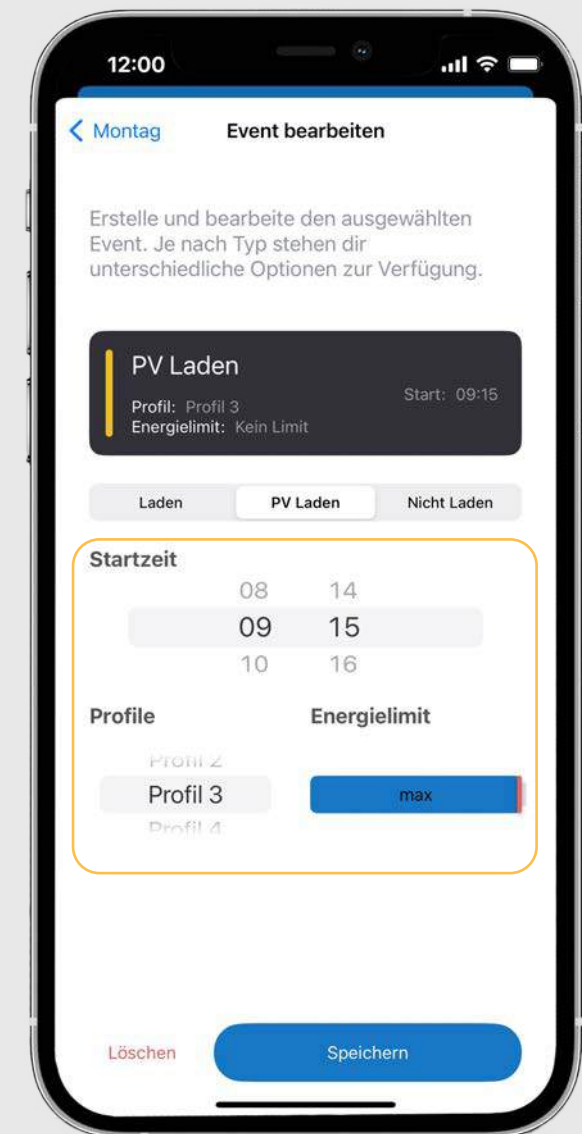 12:00
Montag
Event bearbeiten
Erstelle und bearbeite den ausgewählten
Event. Je nach Typ stehen dir
unterschiedliche Optionen zur Verfügung.
PV Laden
Start: 09:15
Profil: Profil 3
Energielimit: Kein Limit
Laden PV Laden Nicht Laden
Startzeit
08 14
09 15
10 16
Profile Energielimit
Profil 2
Profil 3 max
Profil 4
Löschen Speichern